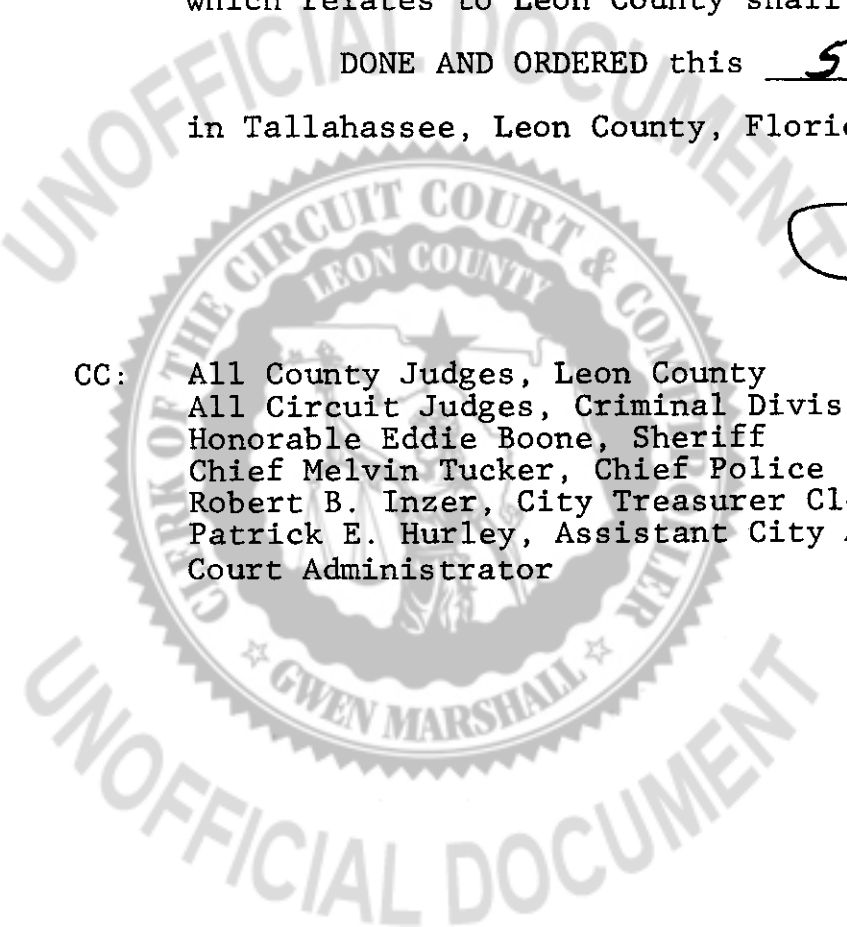 which relates to Leon County shall
DONE AND ORDERED this 5
in Tallahassee, Leon County,
CC: All County Judges, Leon County
All Circuit Judges, Criminal
Honorable Eddie Boone, Sheriff
Chief Melvin Tucker, Chief Police
Robert B. Inzer, City Treasurer
Patrick E. Hurley, Assistant City
Court Administrator
UNOFFICIAL DOCUMENT
CLERK OF THE CIRCUIT COURT & COMPTROLLER
LEON COUNTY
GWEN MARSHALL
UNOFFICIAL DOCUMENT